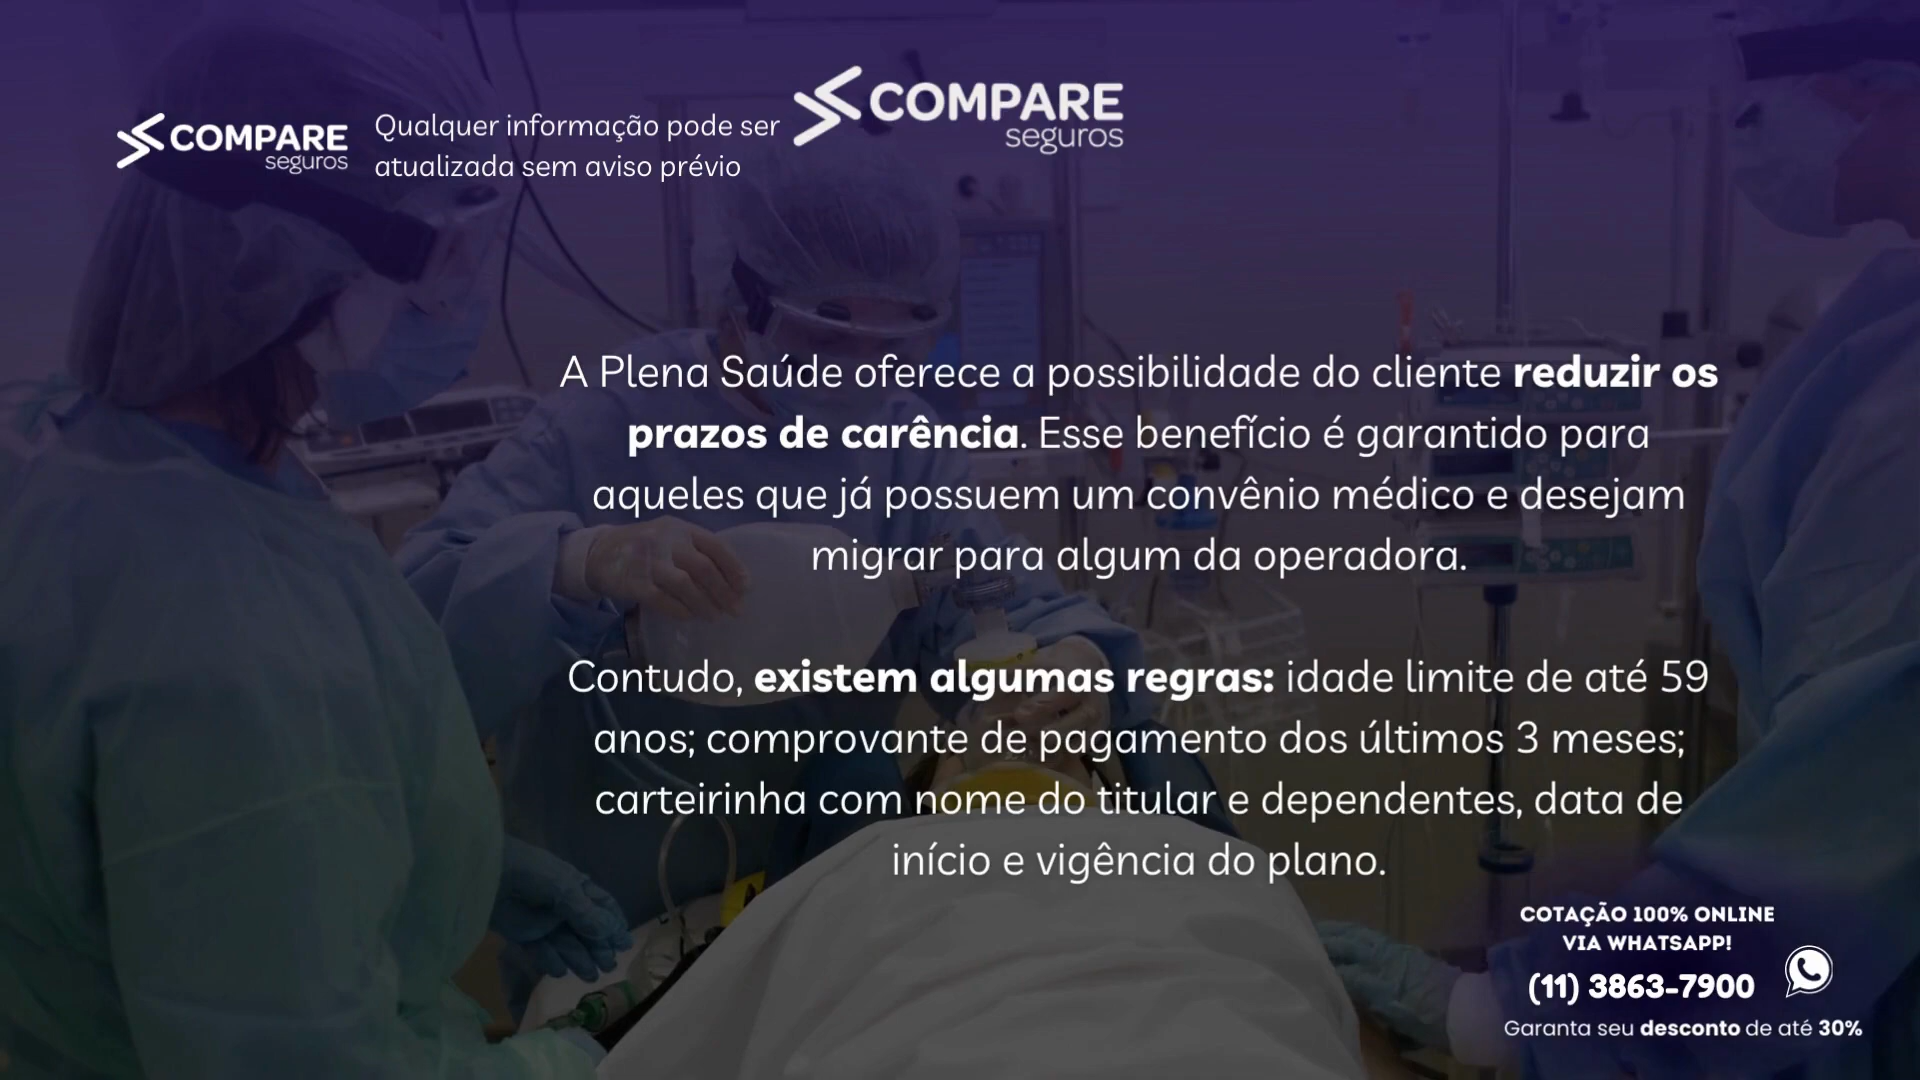 COMPARE
seguros
Qualquer informação pode ser
atualizada sem aviso prévio
COMPARE
seguros
A Plena Saúde oferece a possibilidade do cliente reduzir os
prazos de carência. Esse benefício é garantido para
aqueles que já possuem um convênio médico e desejam
migrar para algum da operadora.
Contudo, existem algumas regras: idade limite de até 59
anos; comprovante de pagamento dos últimos 3 meses;
carteirinha com nome do titular e dependentes, data de
início e vigência do plano.
COTAÇÃO 100% ONLINE
VIA WHATSAPP!
(11) 3863-7900
Garanta seu desconto de até 30%